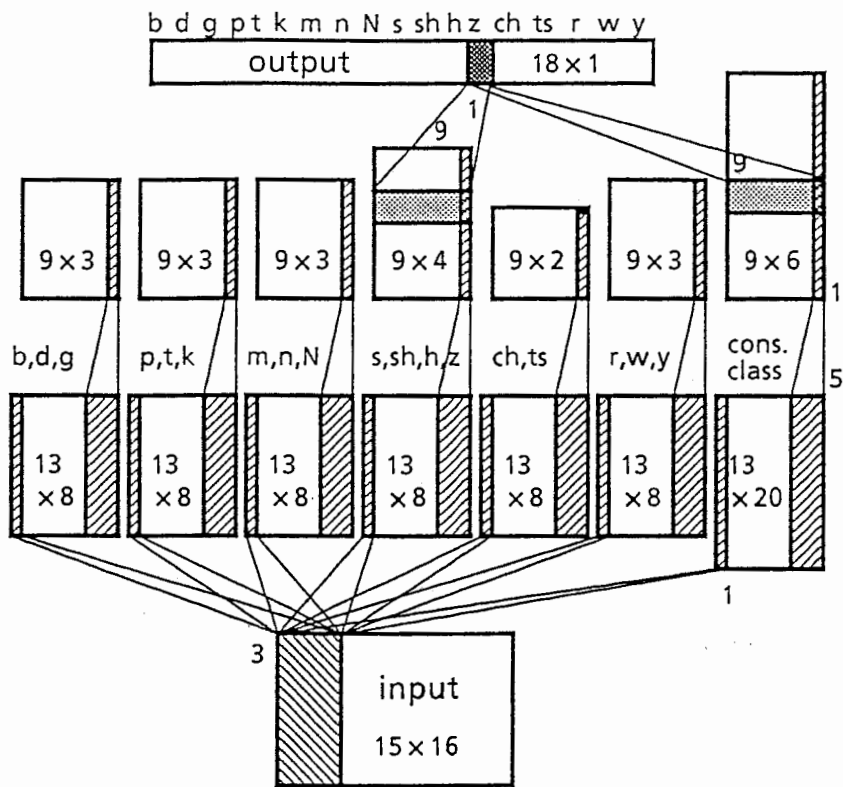 b d g p t k m n N s sh h z ch ts r w y
output 18×1
1
9
9
9×3 9×3 9×3 9×4 9×2 9×3 9×6
1
b,d,g p,t,k m,n,N s,sh,h,z ch,ts r,w,y cons.
class
5
13 13 13 13 13 13 13
×8 ×8 ×8 ×8 ×8 ×8 ×20
1
3
input
15×16